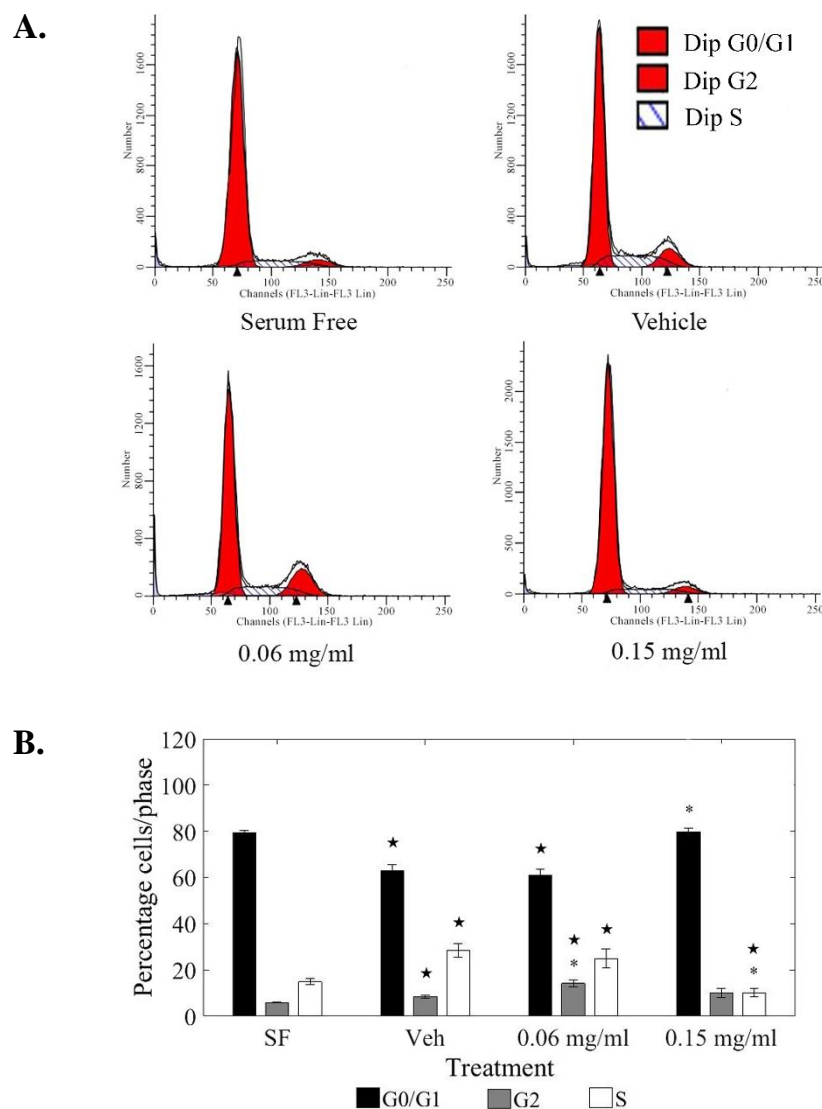 A.
Number
1600
1200
800
400
0
0 50 100 150 200 250
Channels (FL3-Lin-FL3 Lin)
Serum Free
Number
1600
1200
800
400
0
0 50 100 150 200 250
Channels (FL3-Lin-FL3 Lin)
Vehicle
Dip G0/G1
Dip G2
Dip S
Number
1600
1200
800
400
0
0 50 100 150 200 250
Channels (FL3-Lin-FL3 Lin)
0.06 mg/ml
Number
2000
1500
1000
500
0
0 50 100 150 200 250
Channels (FL3-Lin-FL3 Lin)
0.15 mg/ml
B.
Percentage cells/phase
120
100
80
60
40
20
0
SF Veh 0.06 mg/ml 0.15 mg/ml
Treatment
G0/G1 G2 S